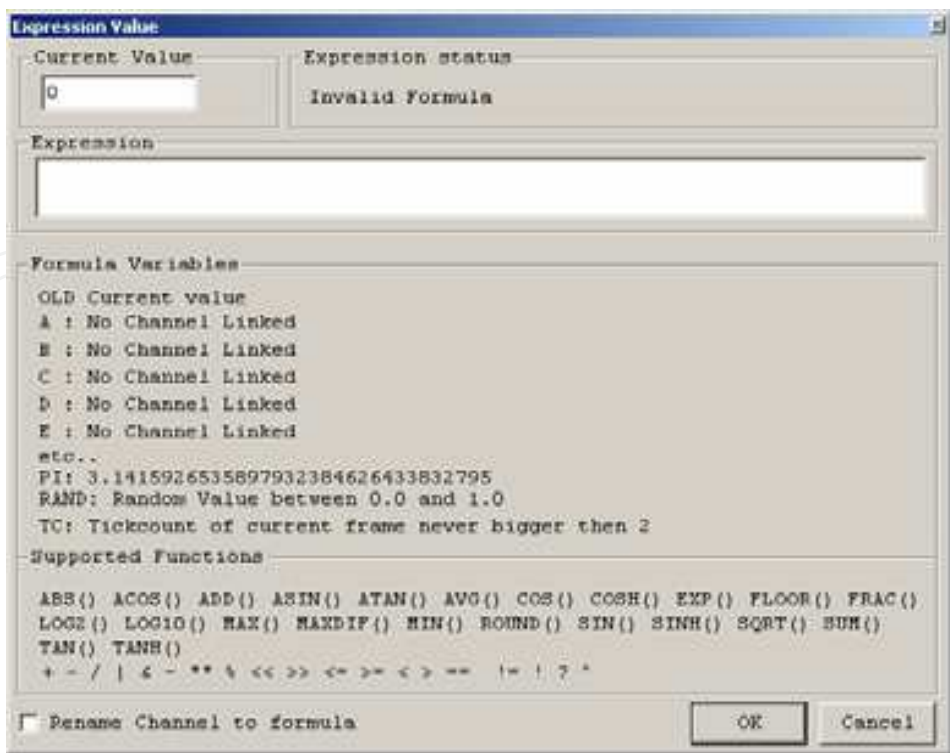 Expression Value
Current Value
Expression status
0
Invalid Formula
Expression
Formula Variables
OLD Current value
A : No Channel Linked
B : No Channel Linked
C : No Channel Linked
D : No Channel Linked
E : No Channel Linked
etc..
PI: 3.1415926535897932384626433832795
RAND: Random Value between 0.0 and 1.0
TC: Tickcount of current frame never bigger then 2
Supported Functions
ABS() ACOS() ADD() ASIN() ATAN() AVG() COS() COSH() EXP() FLOOR() FRAC()
LOG2() LOG10() MAX() MAXDIF() MIN() ROUND() SIN() SINH() SQRT() SUM()
TAN() TANH()
+ - / | & ~ ** % << >> <= >= < > == != ! ? ^
Rename Channel to formula
OK
Cancel